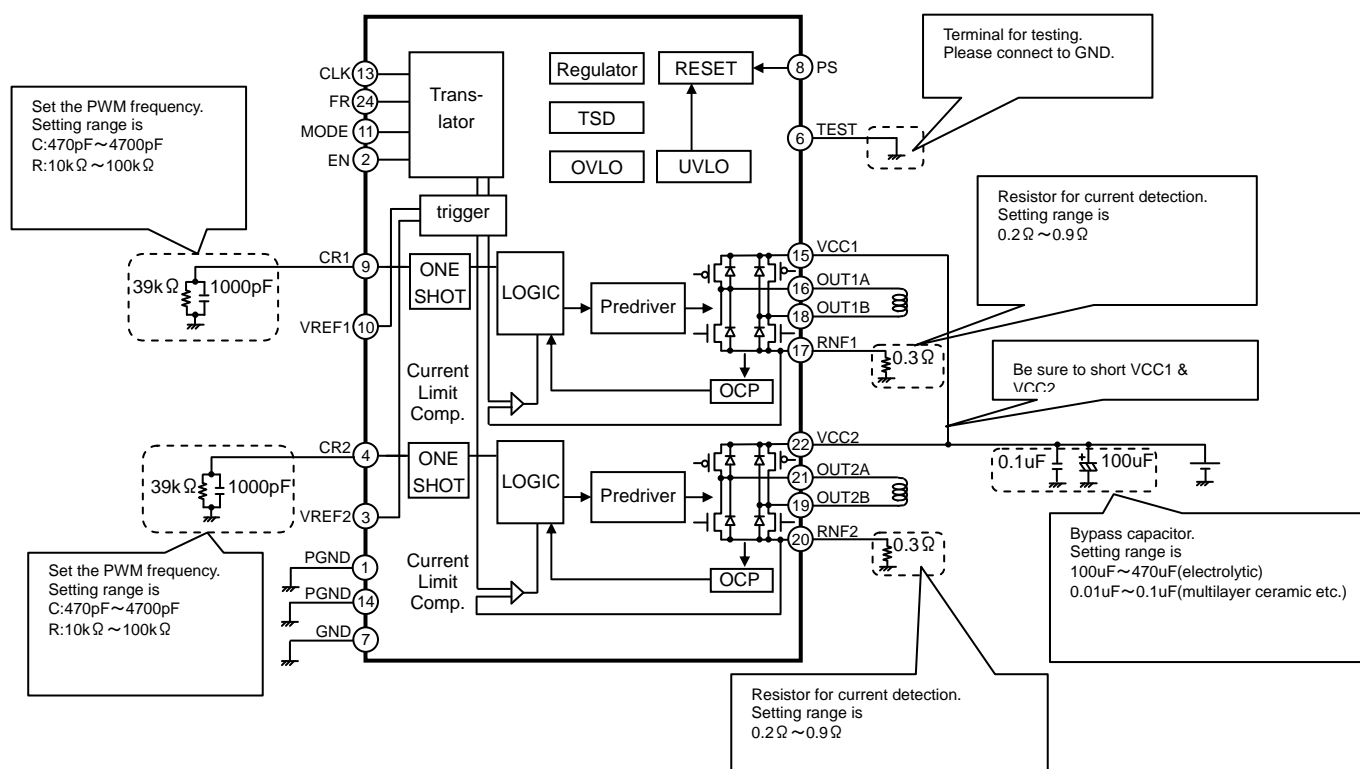 Terminal for testing.
Please connect to GND.
CLK 13
FR 24
MODE 11
EN 2
Trans-
lator
Regulator
RESET
8 PS
TSD
6 TEST
OVLO
UVLO
Set the PWM frequency.
Setting range is
C:470pF～4700pF
R:10kΩ～100kΩ
trigger
Resistor for current detection.
Setting range is
0.2Ω～0.9Ω
CR1
9
39kΩ
1000pF
VREF1
10
ONE
SHOT
LOGIC
Predriver
15 VCC1
16 OUT1A
18 OUT1B
17 RNF1
0.3Ω
OCP
Current
Limit
Comp.
Be sure to short VCC1 &
VCC2
CR2
4
39kΩ
1000pF
VREF2
3
ONE
SHOT
LOGIC
Predriver
22 VCC2
21 OUT2A
19 OUT2B
20 RNF2
0.3Ω
OCP
0.1uF
+
100uF
Current
Limit
Comp.
PGND
1
PGND
14
GND
7
Set the PWM frequency.
Setting range is
C:470pF～4700pF
R:10kΩ～100kΩ
Bypass capacitor.
Setting range is
100uF～470uF(electrolytic)
0.01uF～0.1uF(multilayer ceramic etc.)
Resistor for current detection.
Setting range is
0.2Ω～0.9Ω